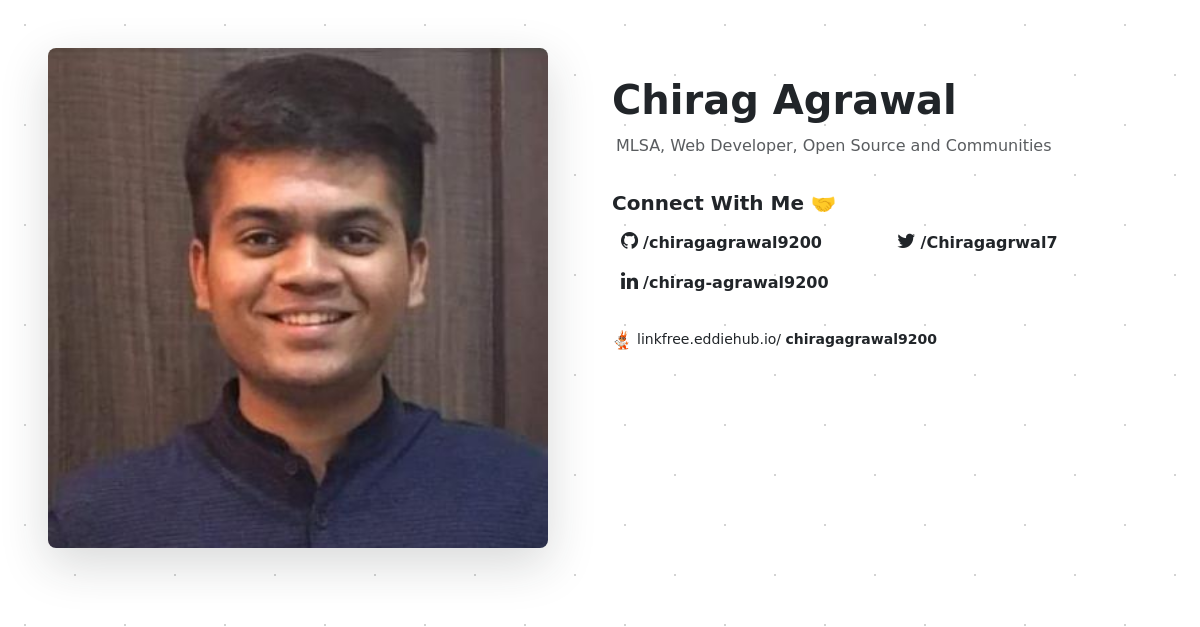 Chirag Agrawal
MLSA, Web Developer, Open Source and Communities
Connect With Me 🤝
/chiragagrawal9200
/Chiragagrwal7
/chirag-agrawal9200
linkfree.eddiehub.io/ chiragagrawal9200